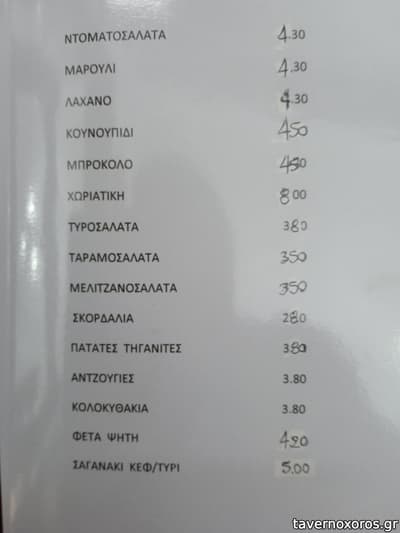 ΝΤΟΜΑΤΟΣΑΛΑΤΑ 4.30
ΜΑΡΟΥΛΙ 4.30
ΛΑΧΑΝΟ 4.30
ΚΟΥΝΟΥΠΙΔΙ 450
ΜΠΡΟΚΟΛΟ 450
ΧΩΡΙΑΤΙΚΗ 8.00
ΤΥΡΟΣΑΛΑΤΑ 380
ΤΑΡΑΜΟΣΑΛΑΤΑ 350
ΜΕΛΙΤΖΑΝΟΣΑΛΑΤΑ 350
ΣΚΟΡΔΑΛΙΑ 280
ΠΑΤΑΤΕΣ ΤΗΓΑΝΙΤΕΣ 380
ΑΝΤΖΟΥΓΙΕΣ 3.80
ΚΟΛΟΚΥΘΑΚΙΑ 3.80
ΦΕΤΑ ΨΗΤΗ 420
ΣΑΓΑΝΑΚΙ ΚΕΦ/ΤΥΡΙ 5.00
tavernoxoros.gr